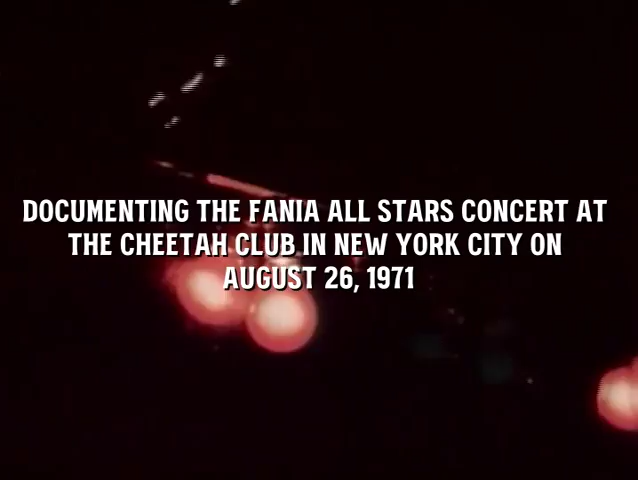 DOCUMENTING THE FANIA ALL STARS CONCERT AT
THE CHEETAH CLUB IN NEW YORK CITY ON
AUGUST 26, 1971